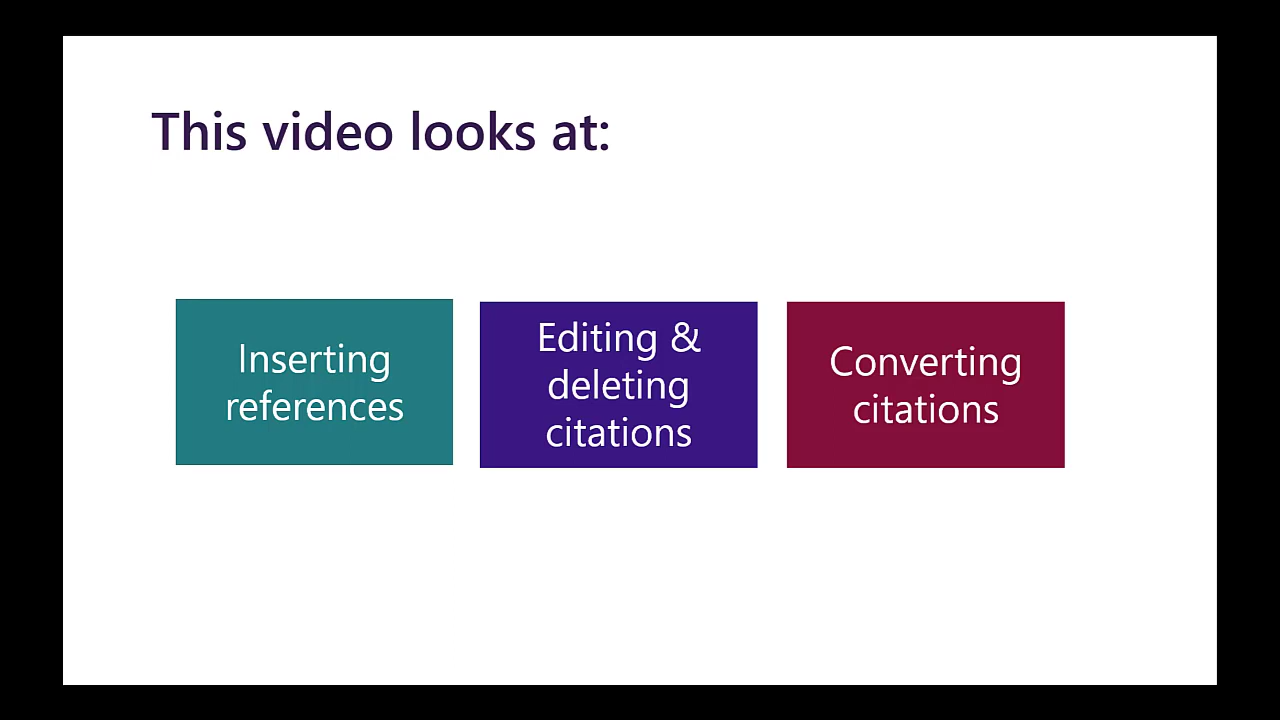 This video looks at:
Inserting
references
Editing &
deleting
citations
Converting
citations